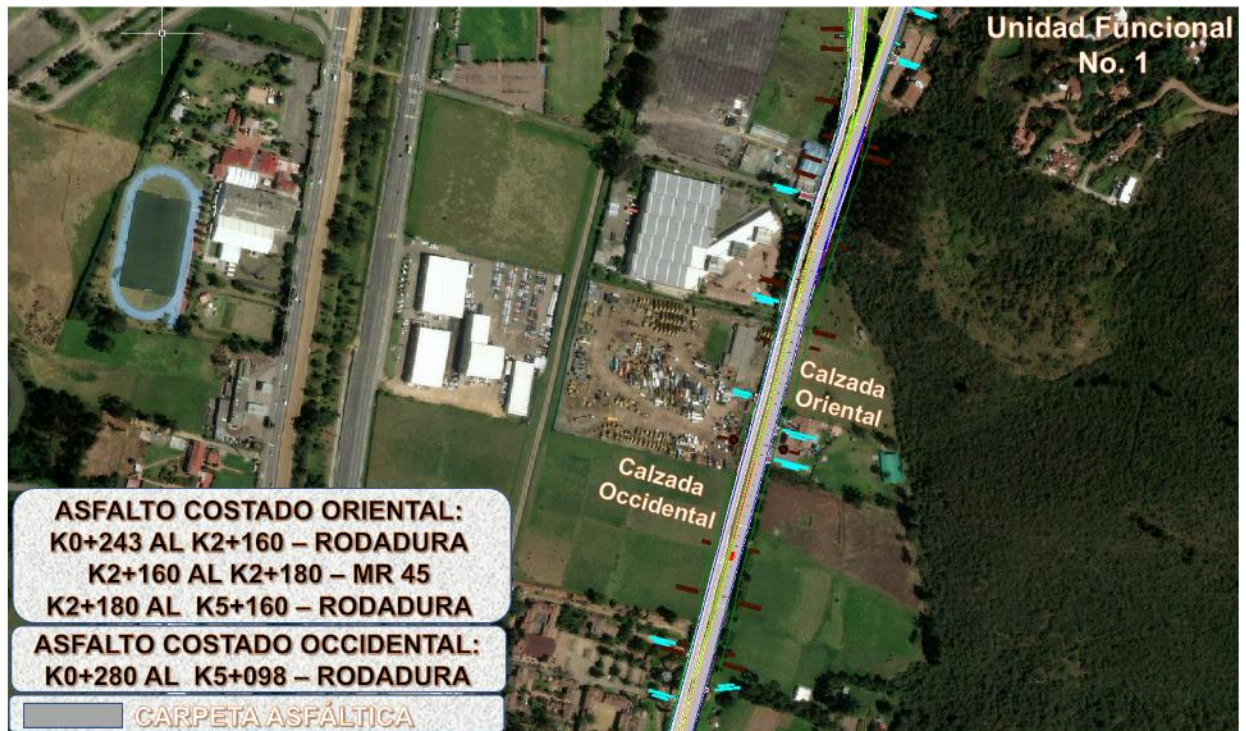 Unidad Funcional
No. 1
Calzada
Oriental
Calzada
Occidental
ASFALTO COSTADO ORIENTAL:
K0+243 AL K2+160 – RODADURA
K2+160 AL K2+180 – MR 45
K2+180 AL K5+160 – RODADURA
ASFALTO COSTADO OCCIDENTAL:
K0+280 AL K5+098 – RODADURA
CARPETA ASFÁLTICA